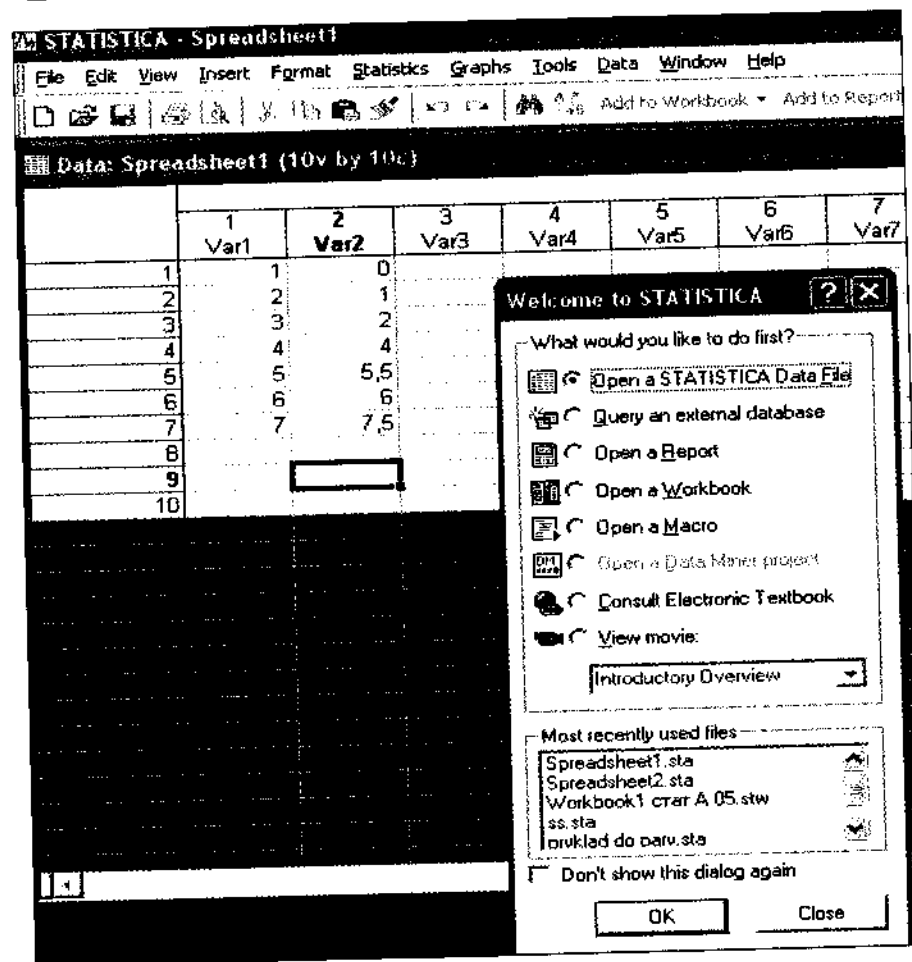 STATISTICA - Spreadsheet1
File Edit View Insert Format Statistics Graphs Tools Data Window Help
Add to Workbook Add to Report
Data: Spreadsheet1 (10v by 10c)
1 2 3 4 5 6 7
Var1 Var2 Var3 Var4 Var5 Var6 Var7
1 1 0
2 2 1
3 3 2
4 4 4
5 5 5,5
6 6 6
7 7 7,5
8
9
10
Welcome to STATISTICA
What would you like to do first?
Open a STATISTICA Data File
Query an external database
Open a Report
Open a Workbook
Open a Macro
Open a Data Miner project
Consult Electronic Textbook
View movie:
Introductory Overview
Most recently used files
Spreadsheet1.sta
Spreadsheet2.sta
Workbook1 стат А 05.stw
ss.sta
pryklad do parv.sta
Don't show this dialog again
OK Close